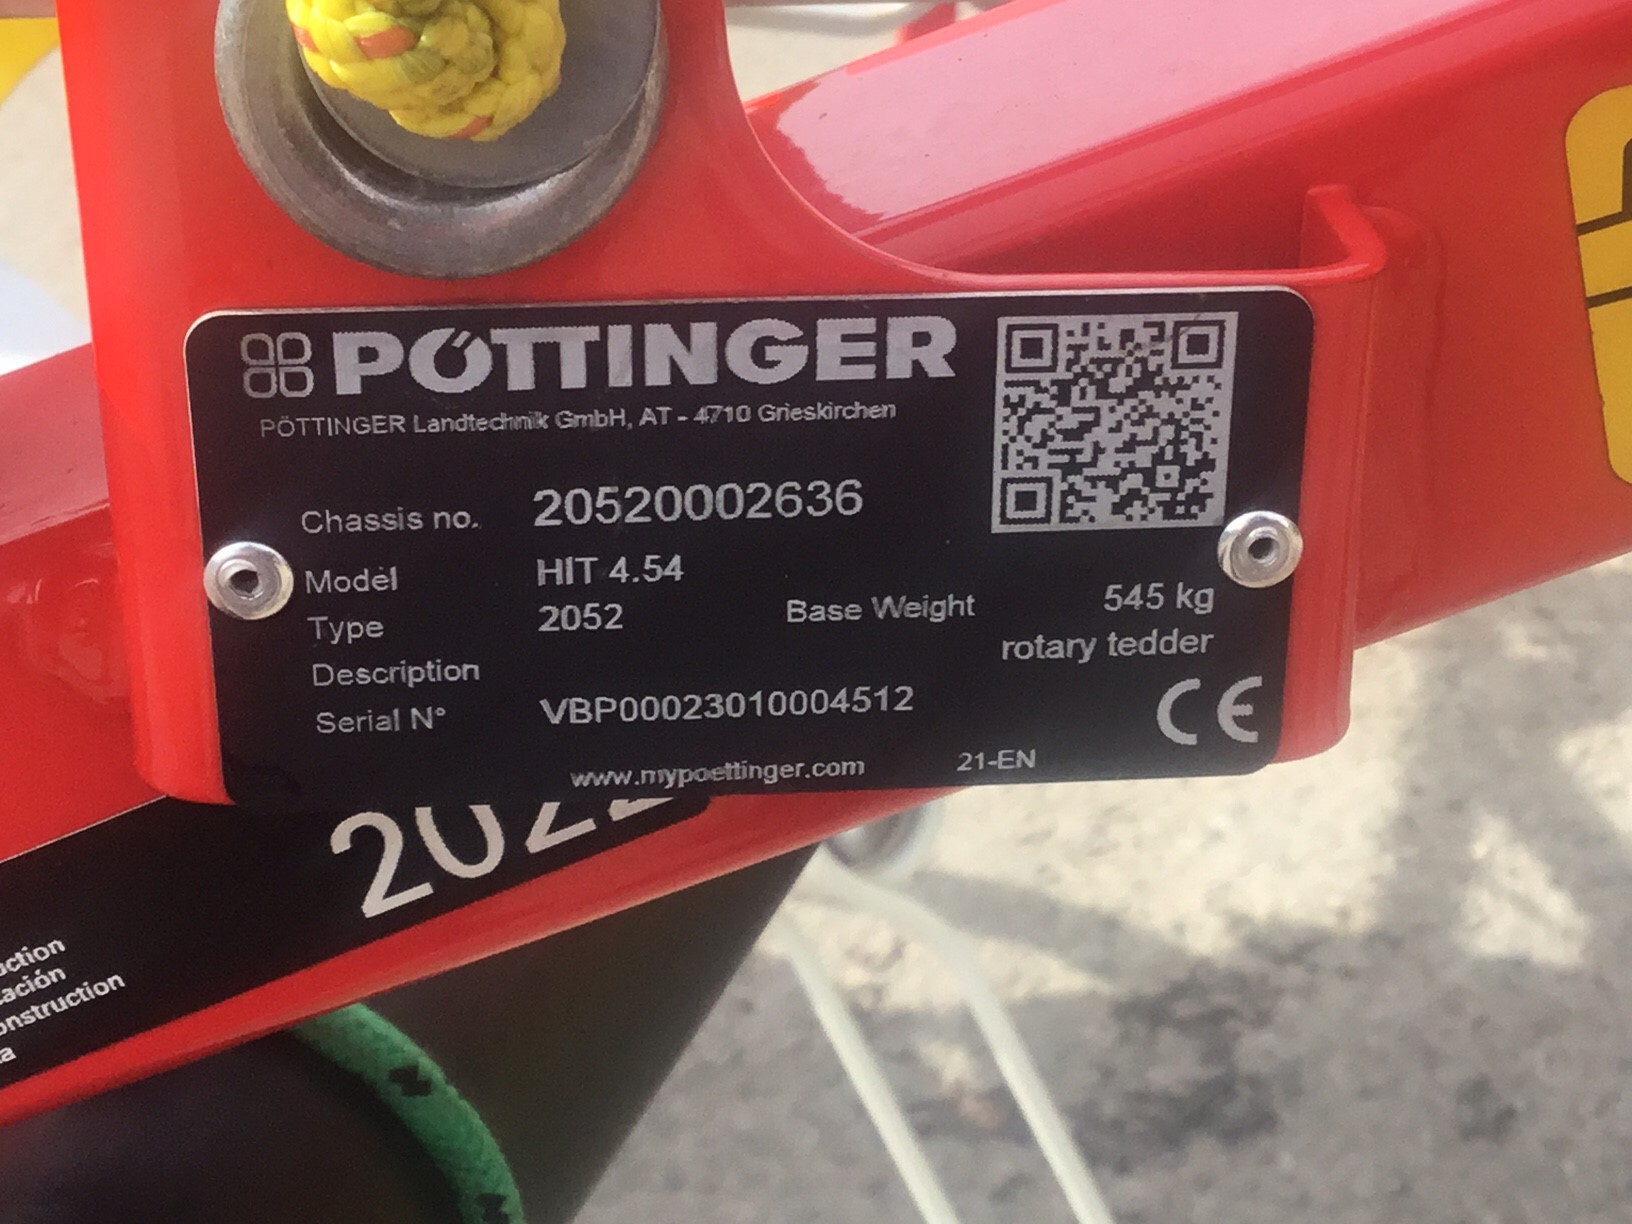 PÖTTINGER
PÖTTINGER Landtechnik GmbH, AT - 4710 Grieskirchen
Chassis no. 20520002636
Model HIT 4.54
Type 2052 Base Weight 545 kg
Description rotary tedder
Serial N° VBP00023010004512
www.mypoettinger.com 21-EN
CE
onstruction